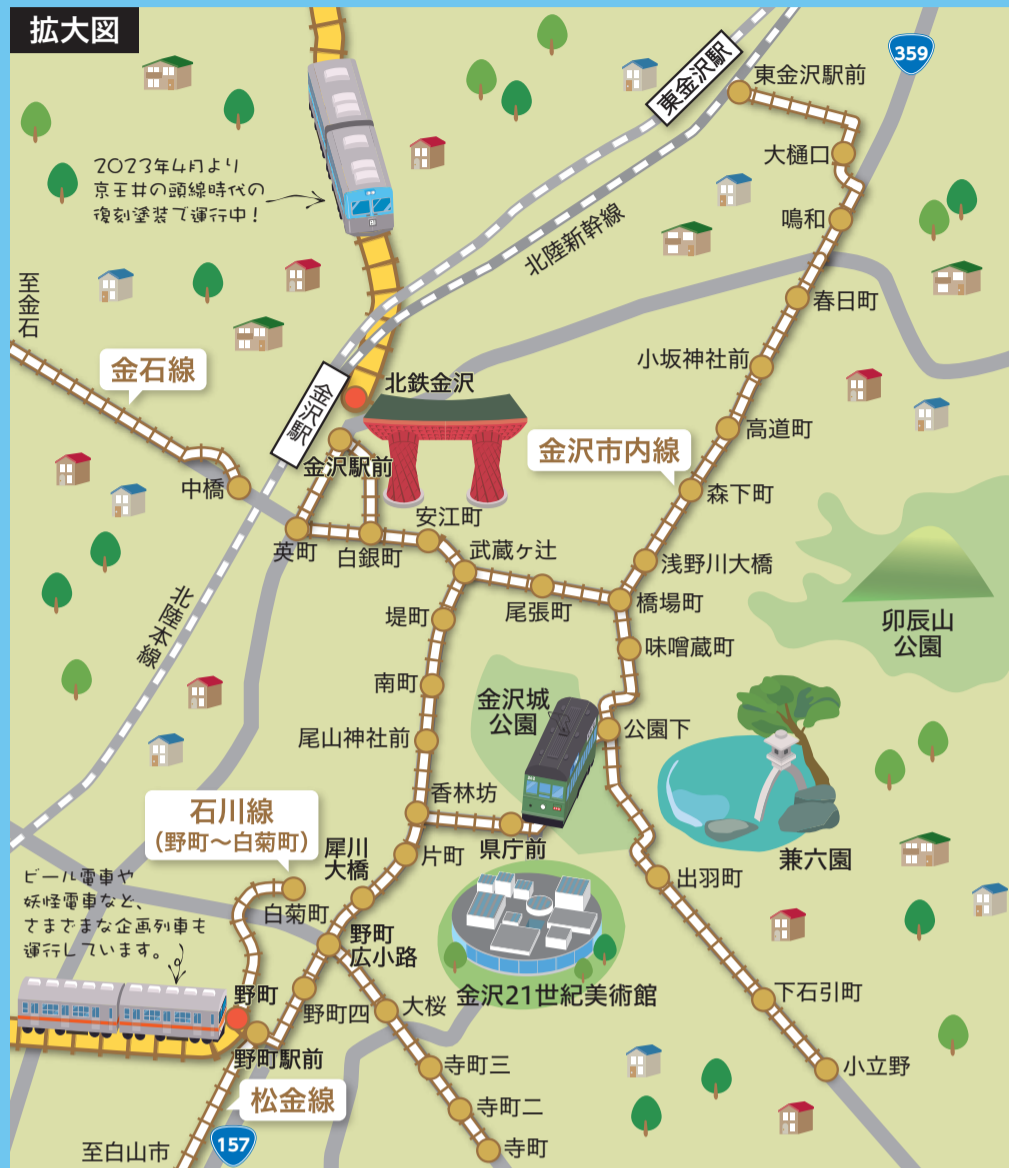 拡大図
359
東金沢駅
東金沢駅前
大樋口
2023年4月より
京王井の頭線時代の
復刻塗装で運行中!
鳴和
北陸新幹線
至金石
春日町
金石線
小坂神社前
金沢駅
北鉄金沢
高道町
金沢駅前
金沢市内線
中橋
森下町
安江町
英町
白銀町
武蔵ヶ辻
浅野川大橋
尾張町
橋場町
北陸本線
堤町
卯辰山
公園
味噌蔵町
南町
金沢城
公園
公園下
尾山神社前
香林坊
石川線
(野町~白菊町)
県庁前
兼六園
犀川
大橋
片町
ビール電車や
妖怪電車など、
さまざまな企画列車も
運行しています。
白菊町
出羽町
野町
広小路
金沢21世紀美術館
野町
野町四
大桜
下石引町
野町駅前
寺町三
小立野
松金線
寺町二
157
至白山市
寺町